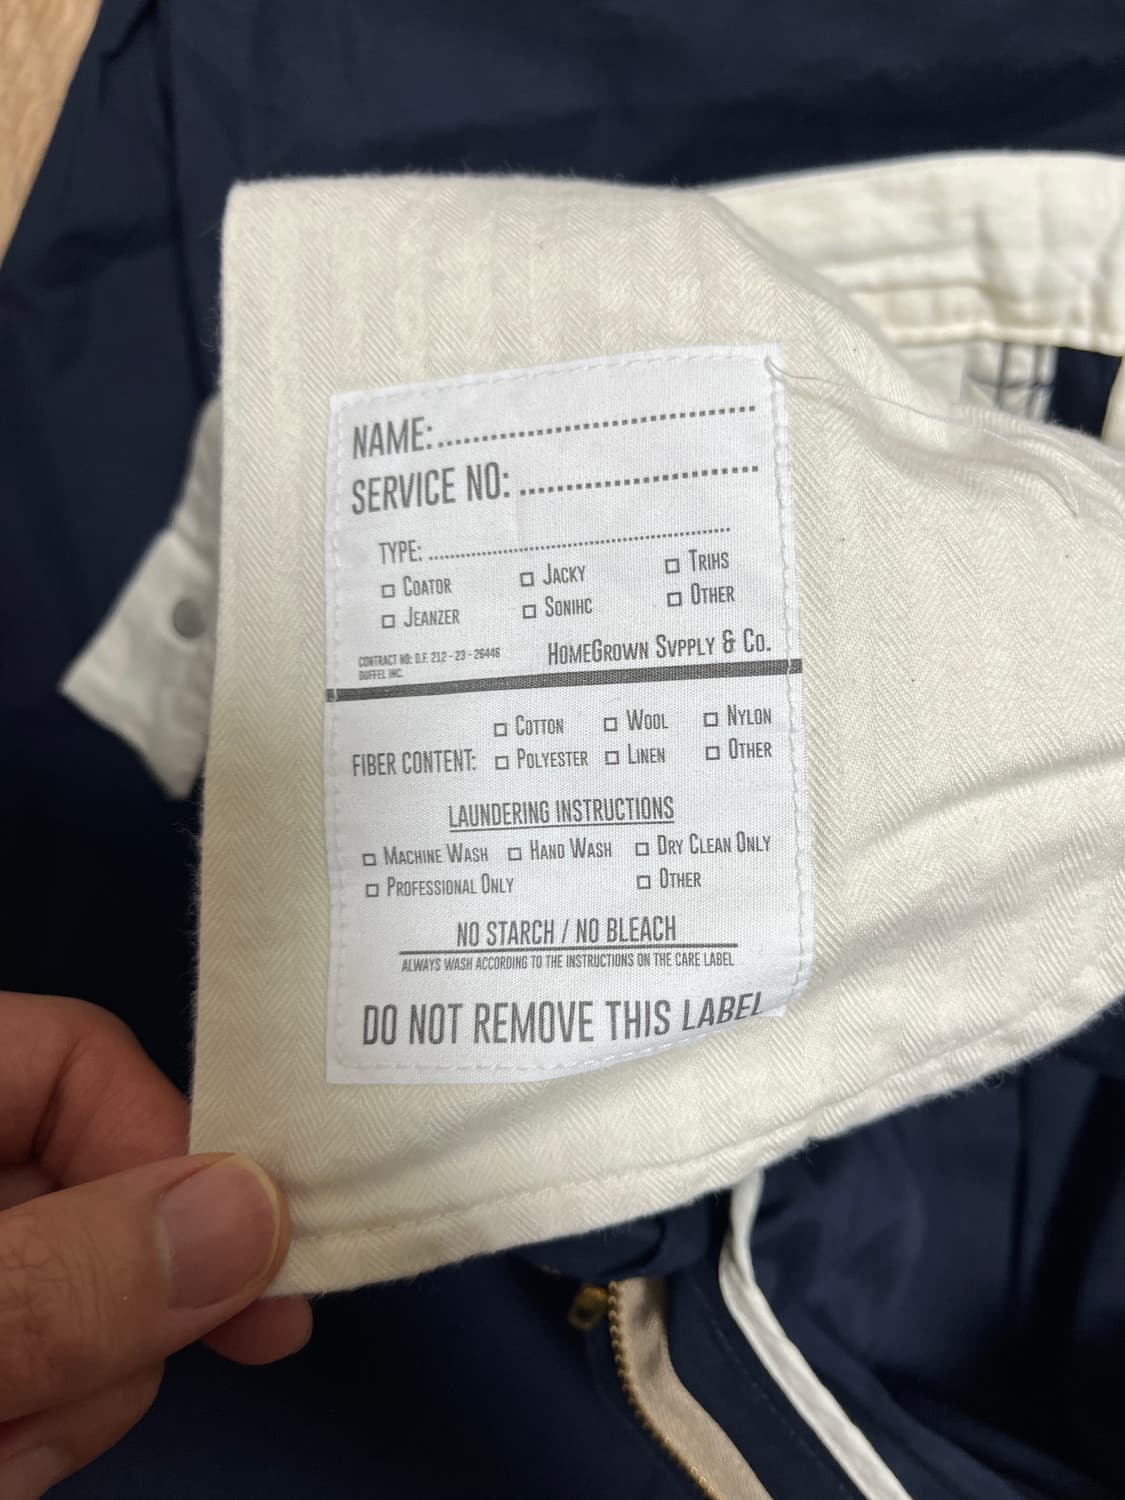 NAME:..............................
SERVICE NO:..............................
TYPE:..............................
☐ COATOR ☐ JACKY ☐ TRIHS
☐ JEANZER ☐ SONIHC ☐ OTHER
CONTRACT NO: D.F. 212 - 23 - 26446
DUFFEL INC.
HOMEGROWN SVPPLY & CO.
☐ COTTON ☐ WOOL ☐ NYLON
FIBER CONTENT: ☐ POLYESTER ☐ LINEN ☐ OTHER
LAUNDERING INSTRUCTIONS
☐ MACHINE WASH ☐ HAND WASH ☐ DRY CLEAN ONLY
☐ PROFESSIONAL ONLY ☐ OTHER
NO STARCH / NO BLEACH
ALWAYS WASH ACCORDING TO THE INSTRUCTIONS ON THE CARE LABEL
DO NOT REMOVE THIS LABEL